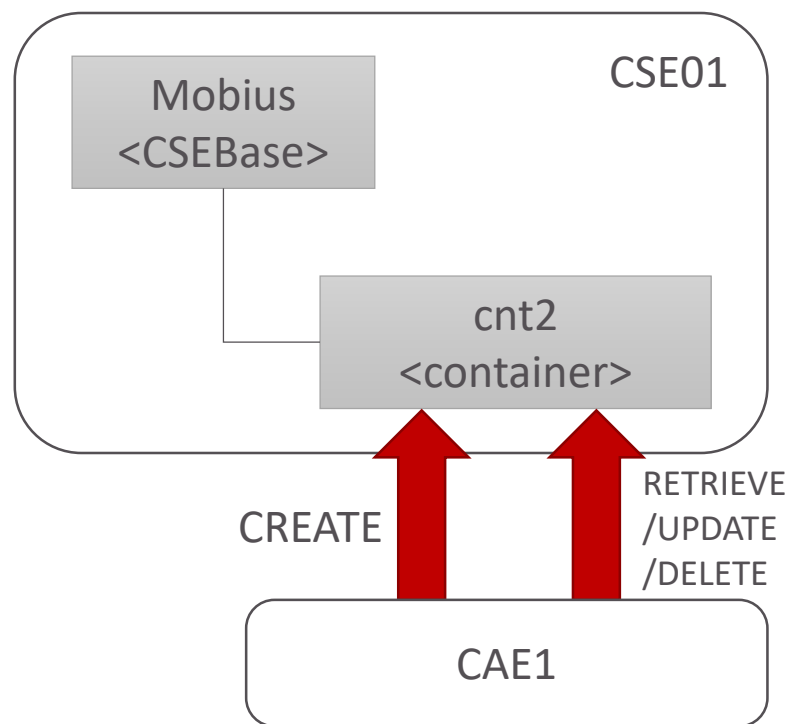 CSE01
Mobius
<CSEBase>
cnt2
<container>
CREATE
RETRIEVE
/UPDATE
/DELETE
CAE1